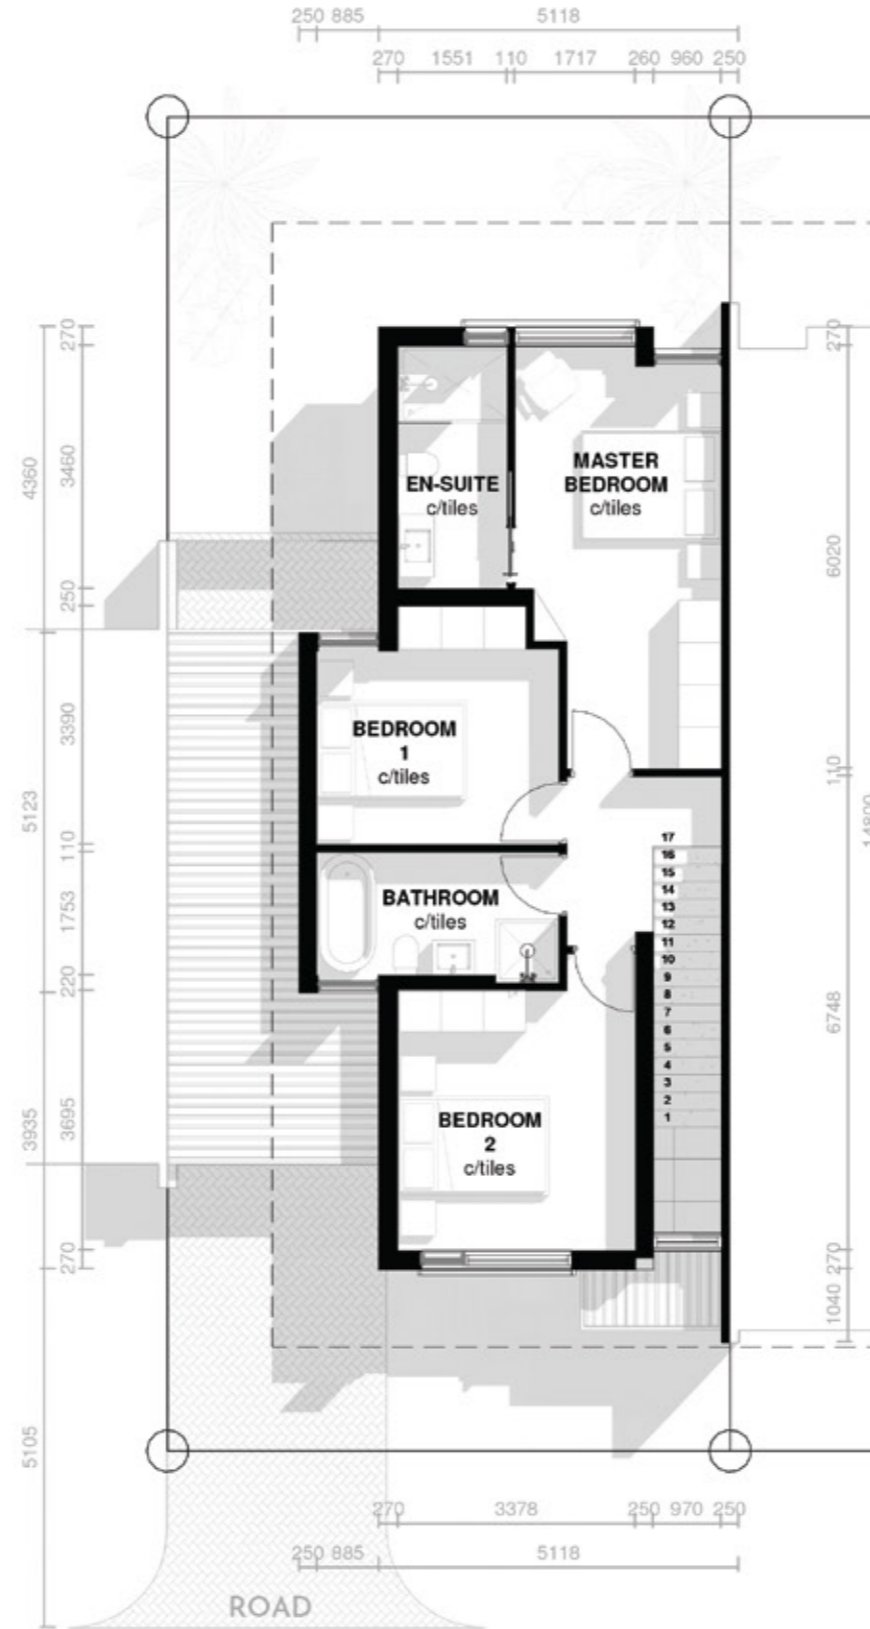 250 885 5118
270 1551 110 1717 260 960 250
270
3460
4360
250
3390
5123
110
1753
220
3695
3935
270
5105
EN-SUITE
c/tiles
MASTER
BEDROOM
c/tiles
BEDROOM
1
c/tiles
BATHROOM
c/tiles
BEDROOM
2
c/tiles
17
16
15
14
13
12
11
10
9
8
7
6
5
4
3
2
1
270
6020
110
14800
6748
270
1040
270 3378 250 970 250
250 885 5118
ROAD